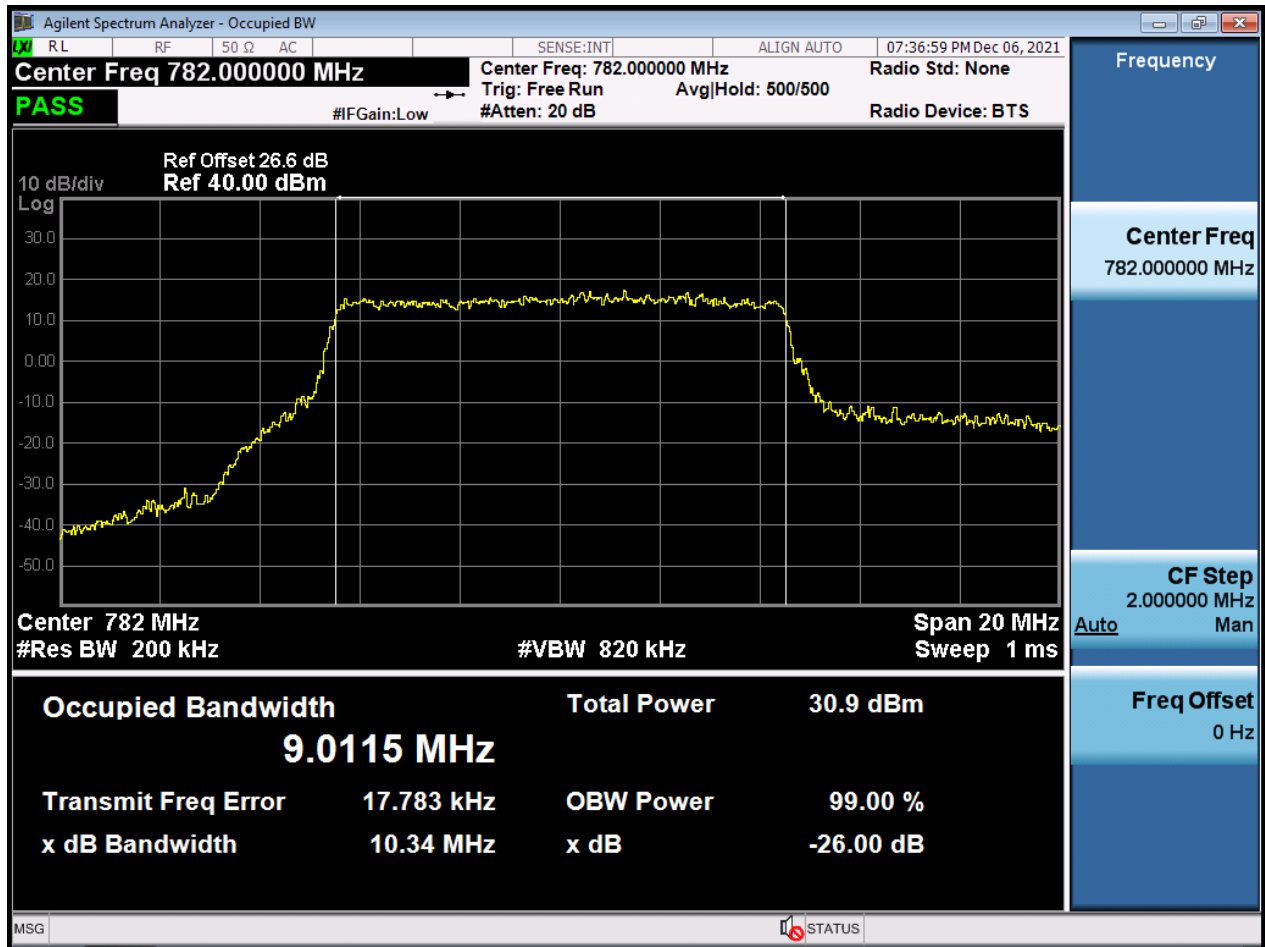 Agilent Spectrum Analyzer - Occupied BW
LXI RL RF 50 Ω AC SENSE:INT ALIGN AUTO 07:36:59 PM Dec 06, 2021
Center Freq 782.000000 MHz
Center Freq: 782.000000 MHz
Radio Std: None
Trig: Free Run Avg|Hold: 500/500
PASS
#IFGain:Low
#Atten: 20 dB
Radio Device: BTS
Ref Offset 26.6 dB
10 dB/div Ref 40.00 dBm
Log
30.0
20.0
10.0
0.00
-10.0
-20.0
-30.0
-40.0
-50.0
Center 782 MHz Span 20 MHz
#Res BW 200 kHz #VBW 820 kHz Sweep 1 ms
Occupied Bandwidth Total Power 30.9 dBm
9.0115 MHz
Transmit Freq Error 17.783 kHz OBW Power 99.00 %
x dB Bandwidth 10.34 MHz x dB -26.00 dB
MSG STATUS
Frequency
Center Freq
782.000000 MHz
CF Step
2.000000 MHz
Auto Man
Freq Offset
0 Hz